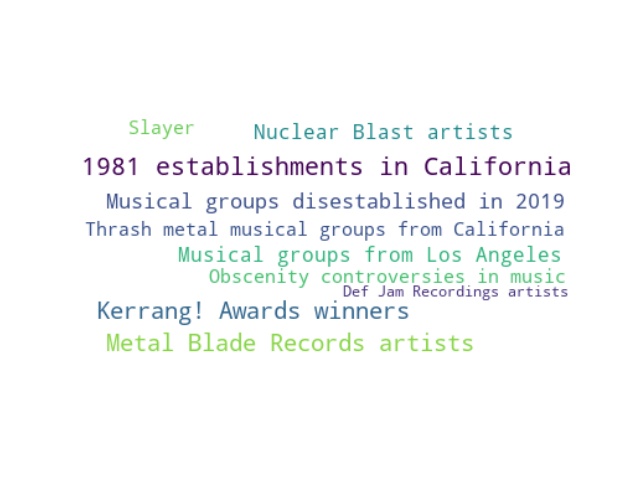 Slayer
Nuclear Blast artists
1981 establishments in California
Musical groups disestablished in 2019
Thrash metal musical groups from California
Musical groups from Los Angeles
Obscenity controversies in music
Def Jam Recordings artists
Kerrang! Awards winners
Metal Blade Records artists